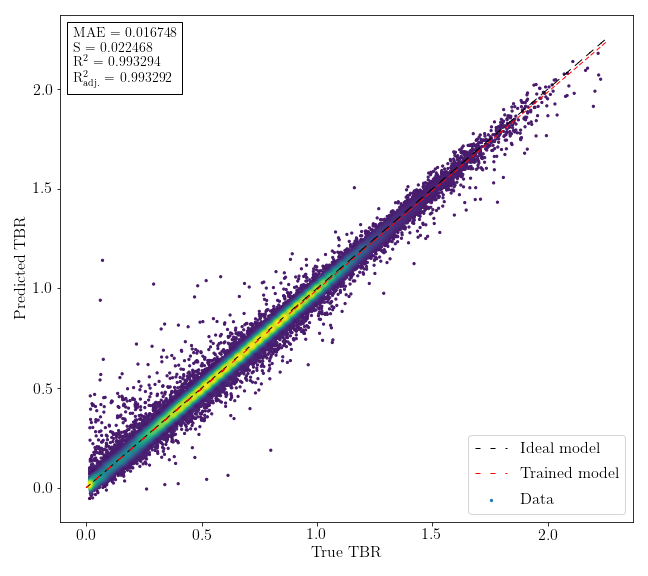 MAE = 0.016748
S = 0.022468
R² = 0.993294
R²adj. = 0.993292
Predicted TBR
2.0
1.5
1.0
0.5
0.0
Ideal model
Trained model
Data
0.0 0.5 1.0 1.5 2.0
True TBR